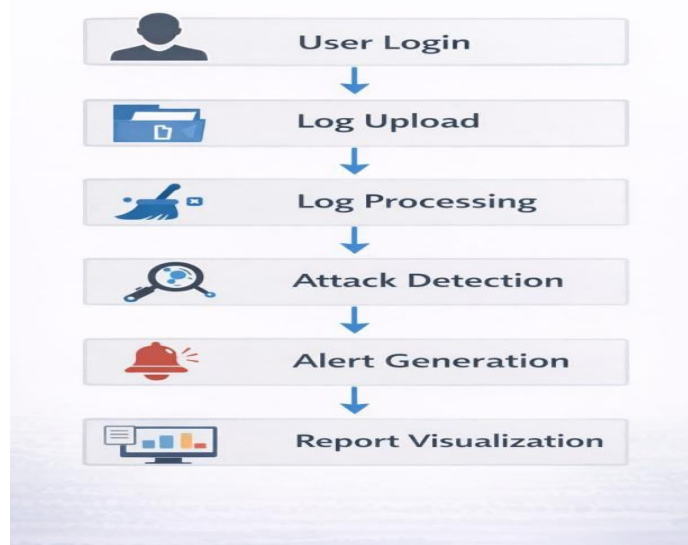 User Login
Log Upload
Log Processing
Attack Detection
Alert Generation
Report Visualization